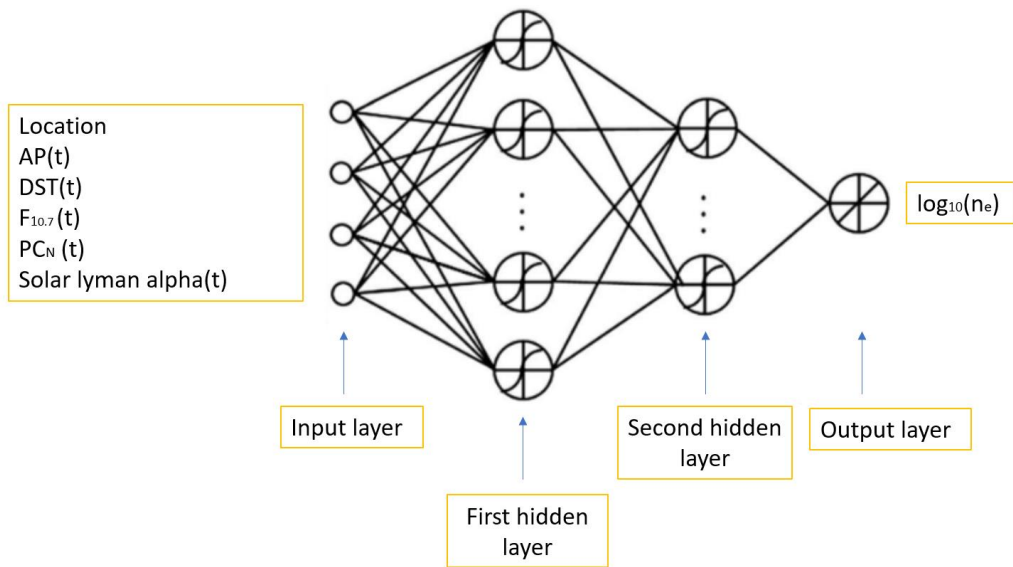 Location
AP(t)
DST(t)
F₁₀.₇ (t)
PCN (t)
Solar lyman alpha(t)
log₁₀(nₑ)
Input layer
First hidden
layer
Second hidden
layer
Output layer